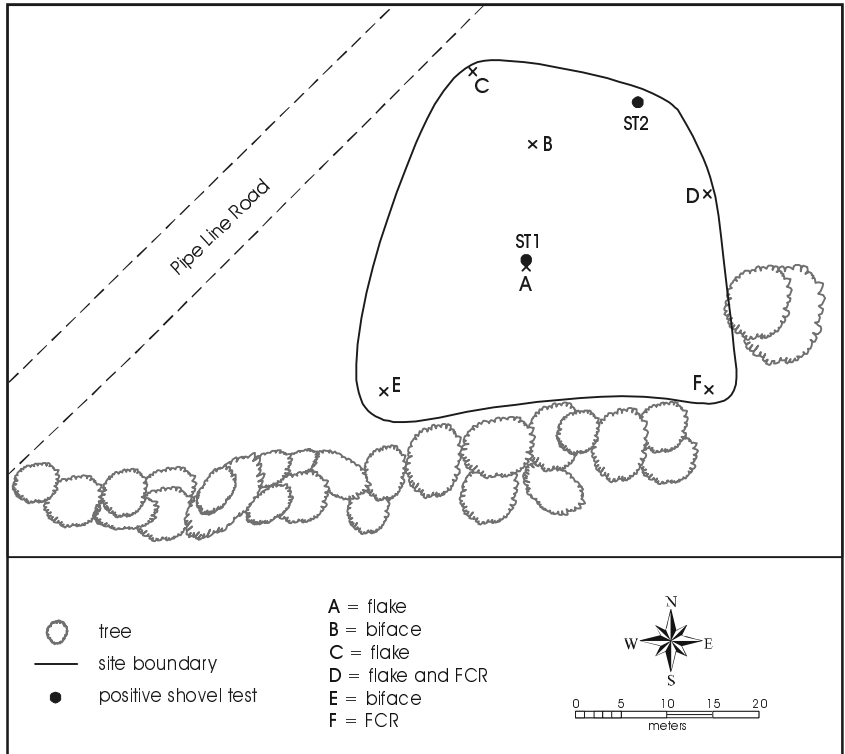 C
ST2
B
D
Pipe Line Road
ST1
A
E
F
tree
site boundary
positive shovel test
A = flake
B = biface
C = flake
D = flake and FCR
E = biface
F = FCR
N
W E
S
0 5 10 15 20
meters